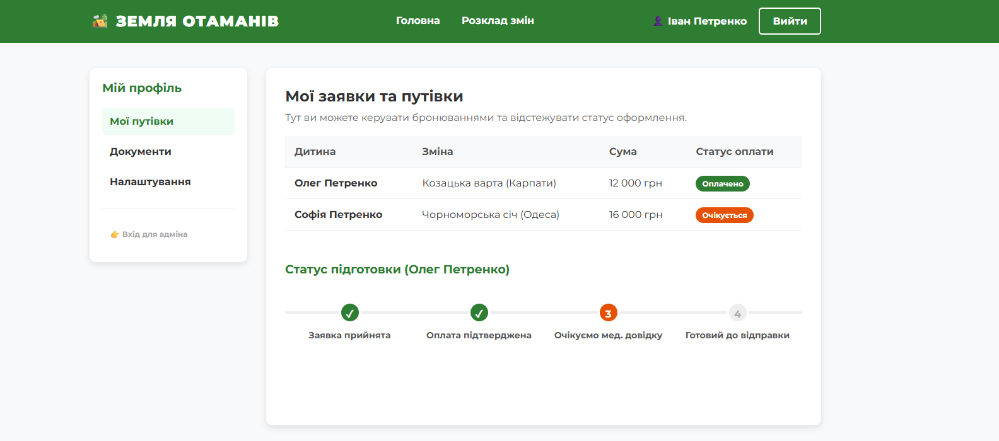 ЗЕМЛЯ ОТАМАНІВ
Головна
Розклад змін
Іван Петренко
Вийти
Мій профіль
Мої путівки
Документи
Налаштування
Вхід для адміна
Мої заявки та путівки
Тут ви можете керувати бронюваннями та відстежувати статус оформлення.
Дитина Зміна Сума Статус оплати
Олег Петренко Козацька варта (Карпати) 12 000 грн Оплачено
Софія Петренко Чорноморська січ (Одеса) 16 000 грн Очікується
Статус підготовки (Олег Петренко)
✓ ✓ 3 4
Заявка прийнята Оплата підтверджена Очікуємо мед. довідку Готовий до відправки